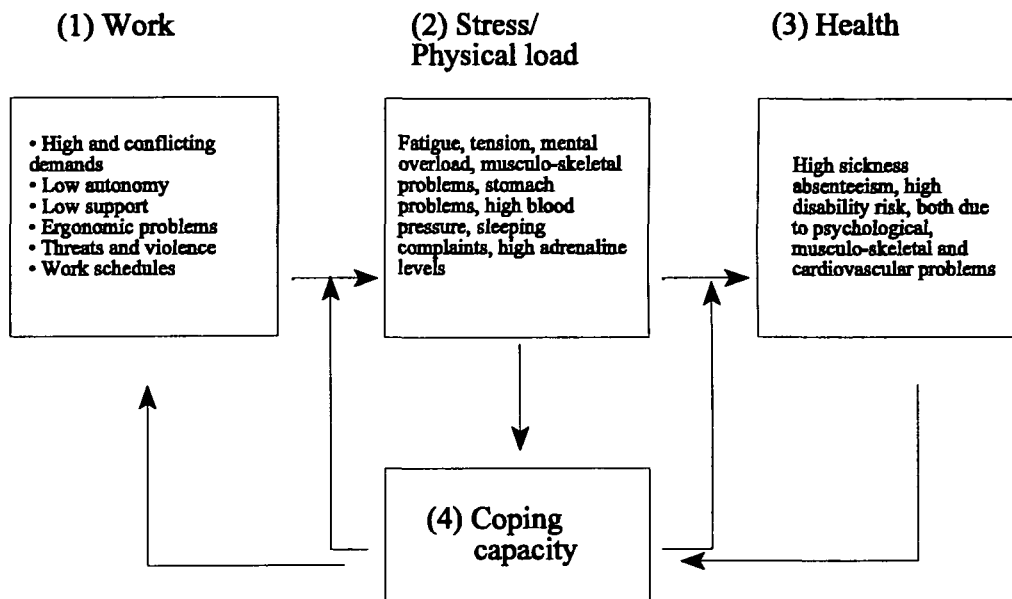 (1) Work
(2) Stress/
Physical load
(3) Health
• High and conflicting
demands
• Low autonomy
• Low support
• Ergonomic problems
• Threats and violence
• Work schedules
Fatigue, tension, mental
overload, musculo-skeletal
problems, stomach
problems, high blood
pressure, sleeping
complaints, high adrenaline
levels
High sickness
absenteeism, high
disability risk, both due
to psychological,
musculo-skeletal and
cardiovascular problems
(4) Coping
capacity